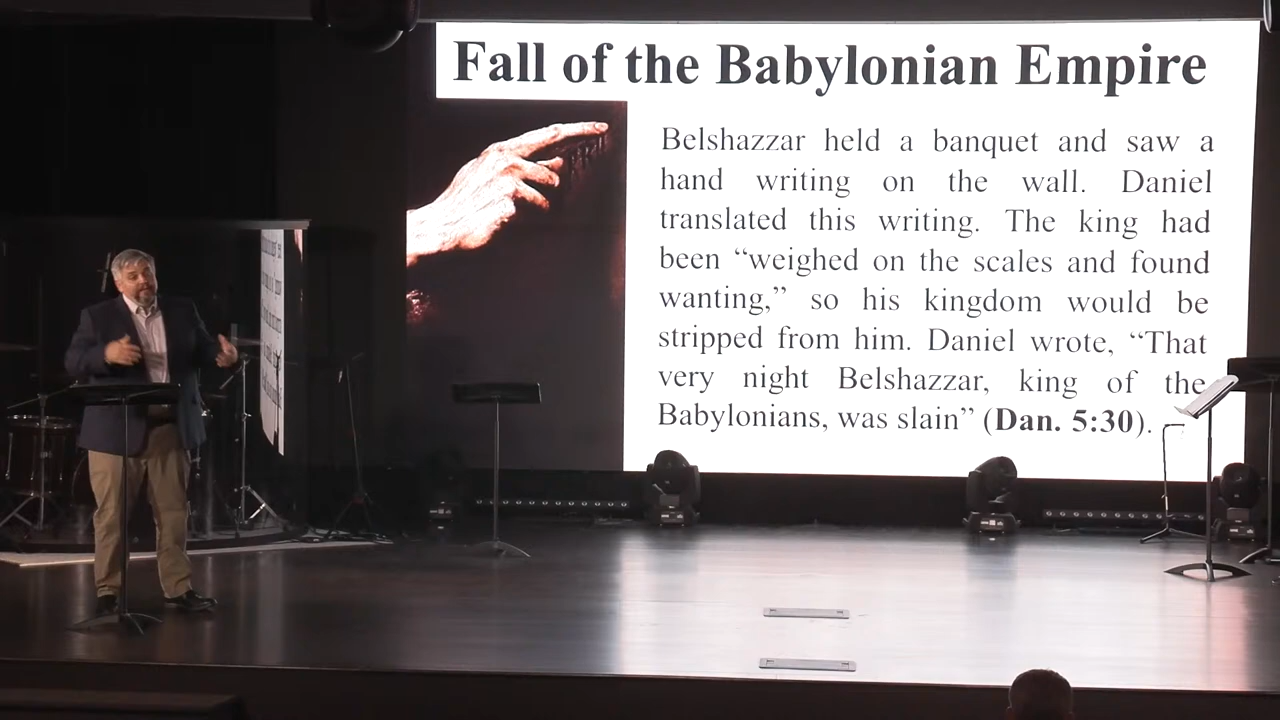 Fall of the Babylonian Empire
Belshazzar held a banquet and saw a
hand writing on the wall. Daniel
translated this writing. The king had
been “weighed on the scales and found
wanting,” so his kingdom would be
stripped from him. Daniel wrote, “That
very night Belshazzar, king of the
Babylonians, was slain” (Dan. 5:30).